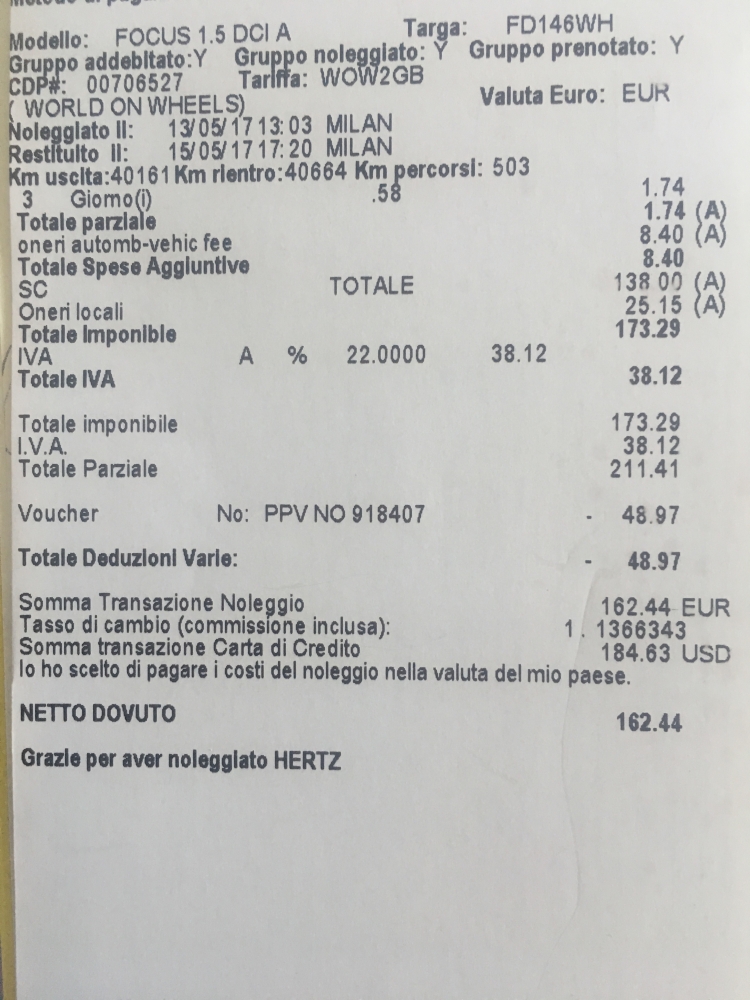 Modello: FOCUS 1.5 DCI A Targa: FD146WH
Gruppo addebitato:Y Gruppo noleggiato: Y Gruppo prenotato: Y
CDP#: 00706527 Tariffa: WOW2GB
( WORLD ON WHEELS) Valuta Euro: EUR
Noleggiato Il: 13/05/17 13:03 MILAN
Restituito Il: 15/05/17 17:20 MILAN
Km uscita:40161 Km rientro:40664 Km percorsi: 503
3 Giorno(i) .58 1.74
Totale parziale 1.74 (A)
oneri automb-vehic fee 8.40 (A)
Totale Spese Aggiuntive 8.40
SC TOTALE 138 00 (A)
Oneri locali 25.15 (A)
Totale Imponible 173.29
IVA A % 22.0000 38.12
Totale IVA 38.12
Totale imponibile 173.29
I.V.A. 38.12
Totale Parziale 211.41
Voucher No: PPV NO 918407 - 48.97
Totale Deduzioni Varie: - 48.97
Somma Transazione Noleggio 162.44 EUR
Tasso di cambio (commissione inclusa): 1. 1366343
Somma transazione Carta di Credito 184.63 USD
Io ho scelto di pagare i costi del noleggio nella valuta del mio paese.
NETTO DOVUTO 162.44
Grazie per aver noleggiato HERTZ